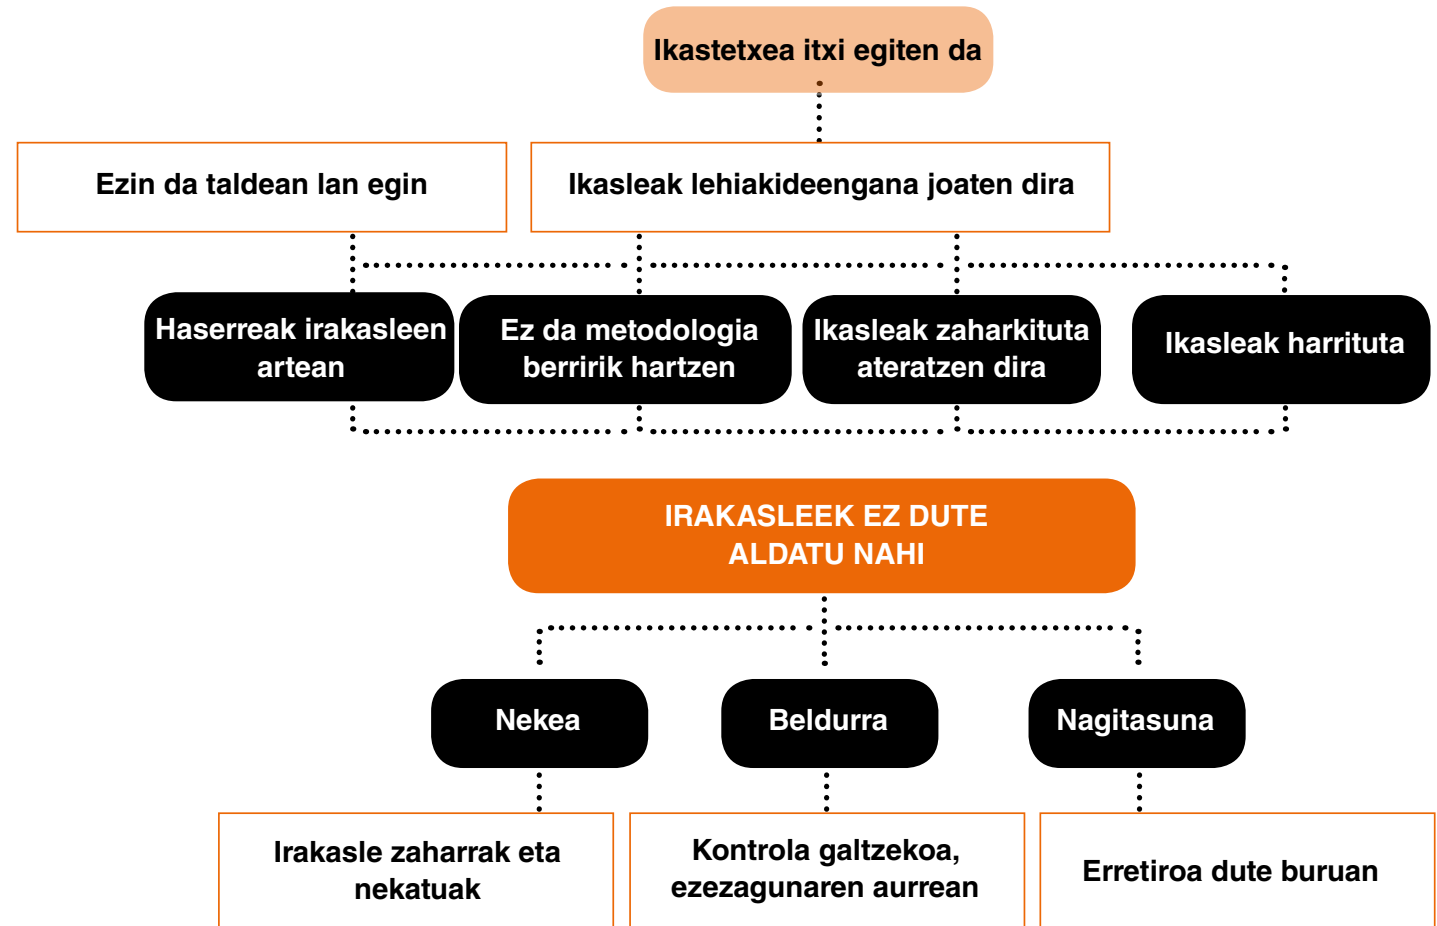 Ikastetxea itxi egiten da
Ezin da taldean lan egin
Ikasleak lehiakideengana joaten dira
Haserreak irakasleen
artean
Ez da metodologia
berririk hartzen
Ikasleak zaharkituta
ateratzen dira
Ikasleak harrituta
IRAKASLEEK EZ DUTE
ALDATU NAHI
Nekea
Beldurra
Nagitasuna
Irakasle zaharrak eta
nekatuak
Kontrola galtzekoa,
ezezagunaren aurrean
Erretiroa dute buruan